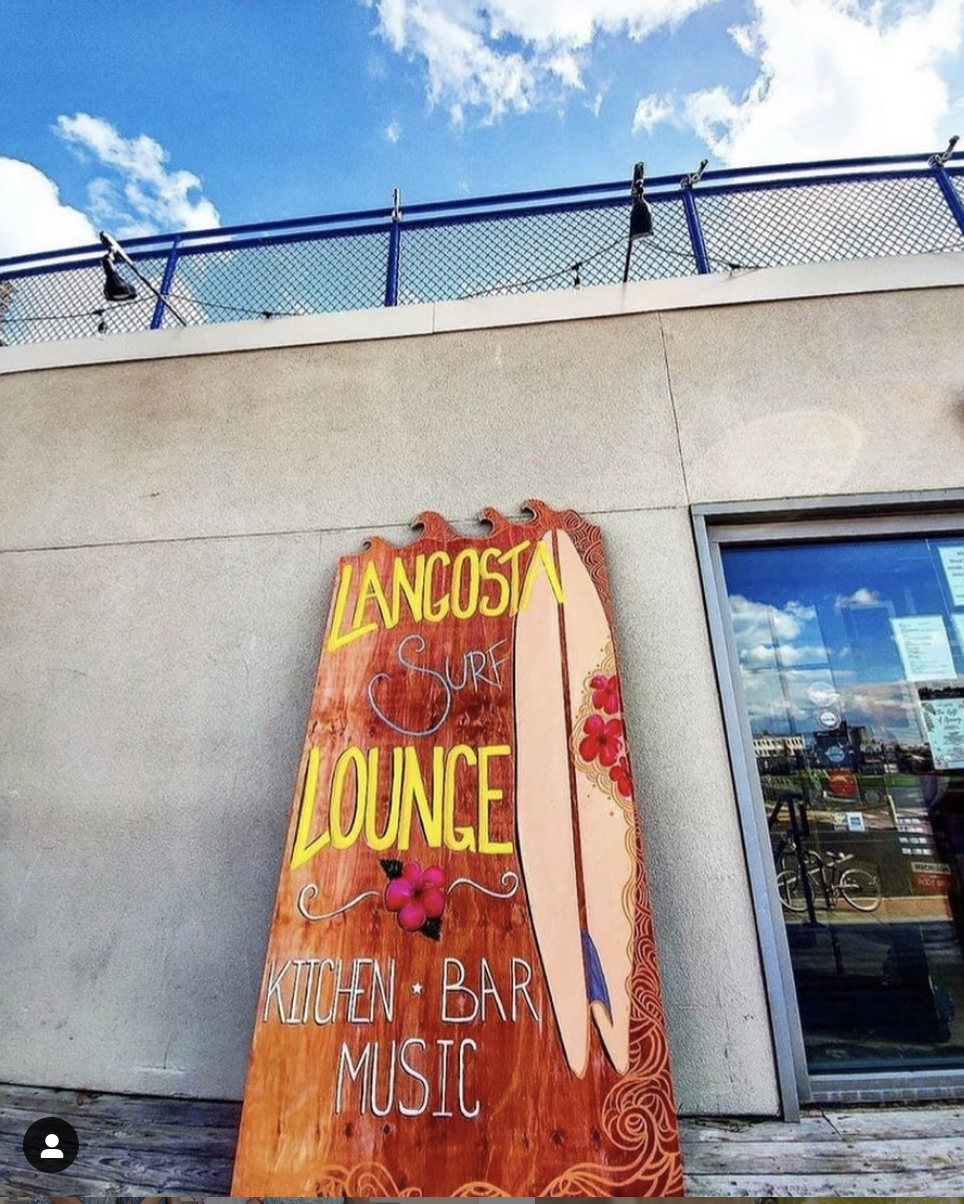 LANGOSTA
SURF
LOUNGE
KITCHEN · BAR
MUSIC